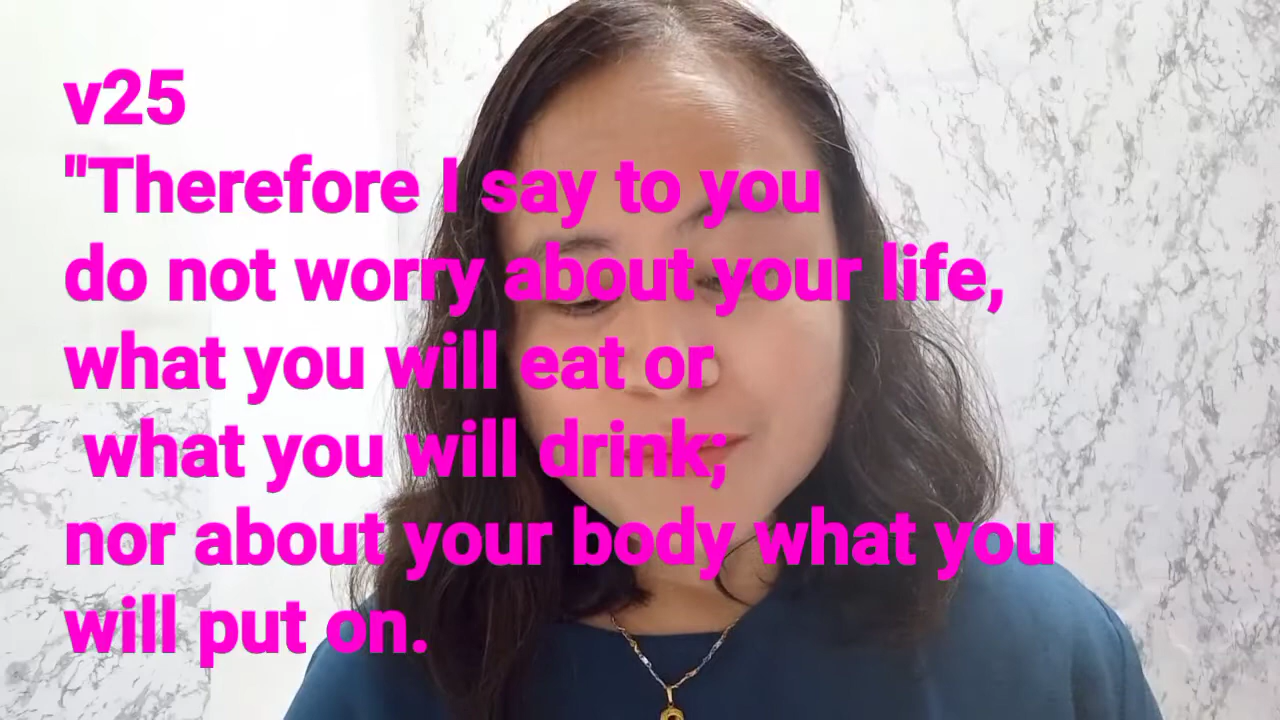 v25
"Therefore I say to you
do not worry about your life,
what you will eat or
what you will drink;
nor about your body what you
will put on.